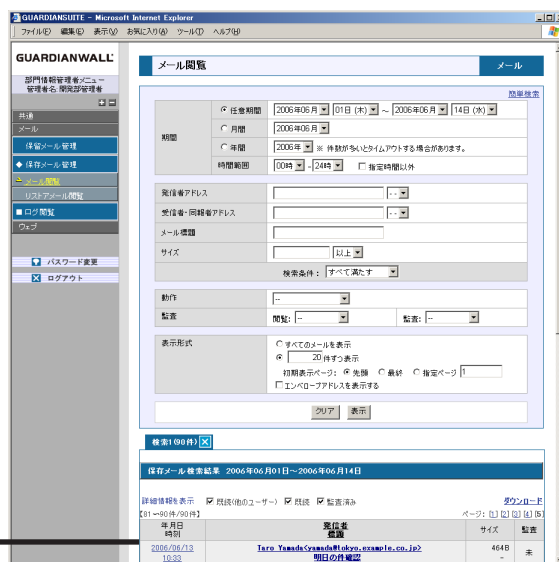 GUARDIANSUITE - Microsoft Internet Explorer
ファイル(F) 編集(E) 表示(V) お気に入り(A) ツール(T) ヘルプ(H)
GUARDIANWALL
部門情報管理者メニュー
管理者名:開発部管理者
共通
メール
保留メール管理
◆ 保存メール管理
メール閲覧
リストアメール閲覧
■ ログ閲覧
ウェブ
パスワード変更
ログアウト
メール閲覧 メール
簡単検索
期間
任意期間 2006年06月 01日 (木) ~ 2006年06月 14日 (水)
月間 2006年06月
年間 2006年 ※ 件数が多いとタイムアウトする場合があります。
時間範囲 00時 - 24時 指定時間以外
発信者アドレス --
受信者・同報者アドレス --
メール標題
サイズ 以上
検索条件: すべて満たす
動作 --
監査 閲覧: -- 監査: --
表示形式 すべてのメールを表示
20 件ずつ表示
初期表示ページ: 先頭 最終 指定ページ 1
エンベロープアドレスを表示する
クリア 表示
検索1(90件) X
保存メール検索結果 2006年06月01日~2006年06月14日
詳細情報を表示 既読(他のユーザー) 既読 監査済み ダウンロード
【81~90件/90件】 ページ: [1] [2] [3] [4] [5]
年月日 時刻 発信者 標題 サイズ 監査
2006/06/13 10:33 Taro Yamada<yamada@tokyo.example.co.jp> 明日の件確認 464B - 未